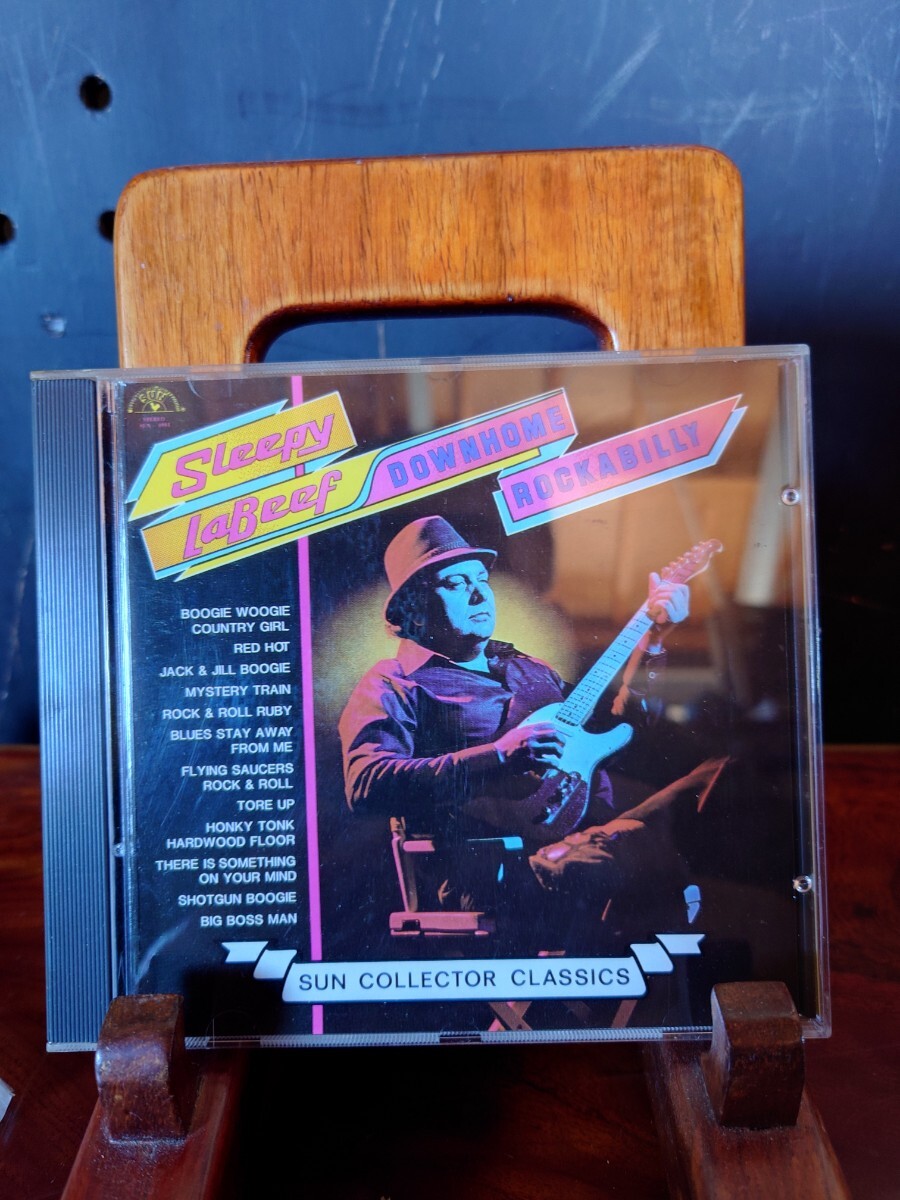 SUN
Sleepy
LaBeef DOWNHOME
ROCKABILLY
BOOGIE WOOGIE
COUNTRY GIRL
RED HOT
JACK & JILL BOOGIE
MYSTERY TRAIN
ROCK & ROLL RUBY
BLUES STAY AWAY
FROM ME
FLYING SAUCERS
ROCK & ROLL
TORE UP
HONKY TONK
HARDWOOD FLOOR
THERE IS SOMETHING
ON YOUR MIND
SHOTGUN BOOGIE
BIG BOSS MAN
SUN COLLECTOR CLASSICS